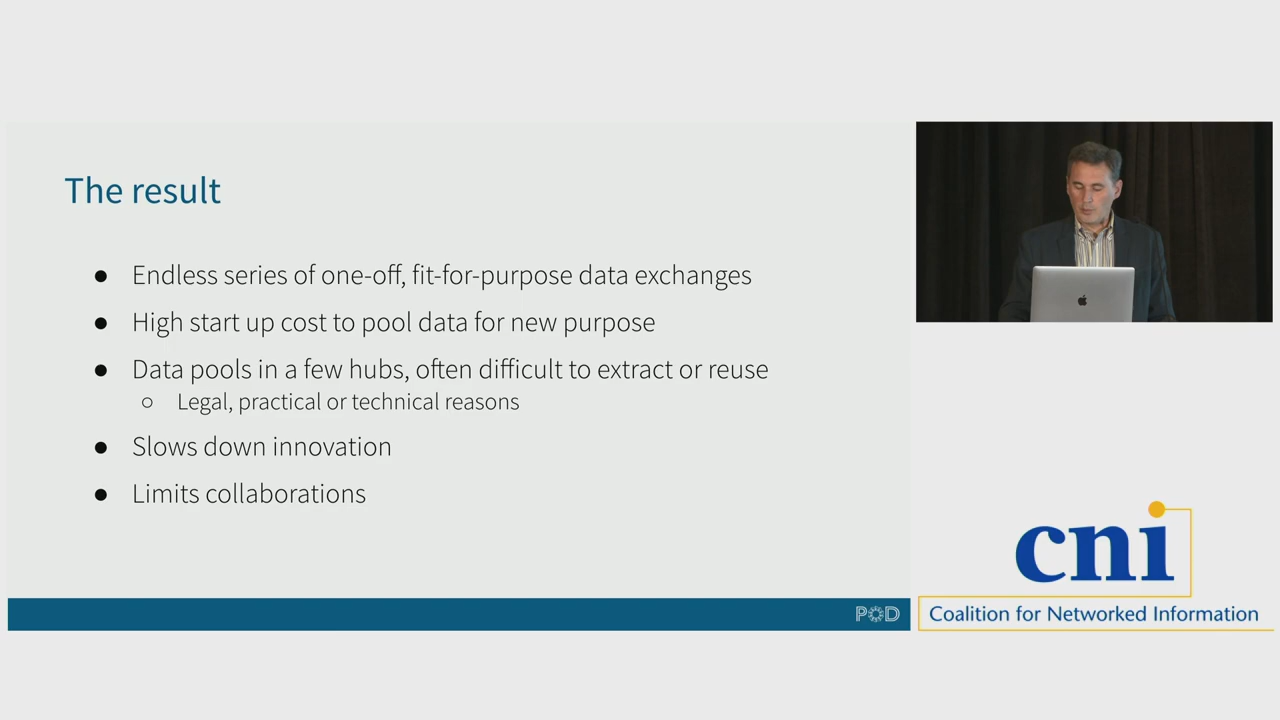 The result
● Endless series of one-off, fit-for-purpose data exchanges
● High start up cost to pool data for new purpose
● Data pools in a few hubs, often difficult to extract or reuse
○ Legal, practical or technical reasons
● Slows down innovation
● Limits collaborations
POD
cni
Coalition for Networked Information